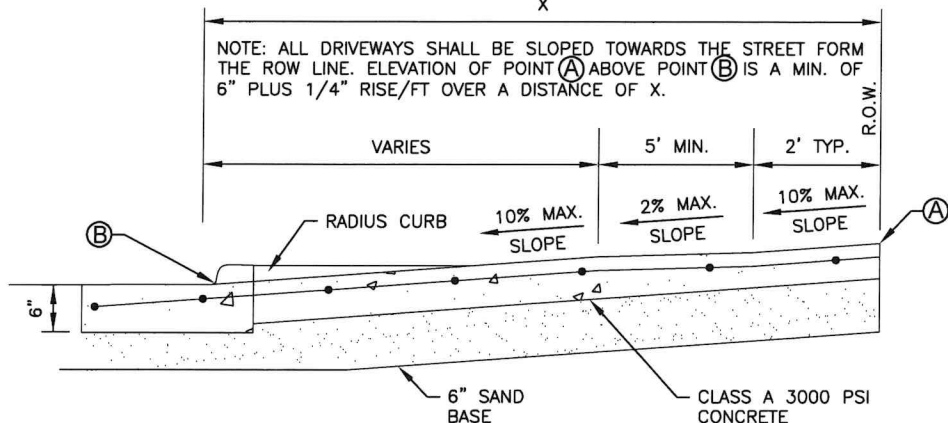 X
NOTE: ALL DRIVEWAYS SHALL BE SLOPED TOWARDS THE STREET FORM
THE ROW LINE. ELEVATION OF POINT A ABOVE POINT B IS A MIN. OF
6" PLUS 1/4" RISE/FT OVER A DISTANCE OF X.
R.O.W.
VARIES
5' MIN.
2' TYP.
10% MAX.
SLOPE
2% MAX.
SLOPE
10% MAX.
SLOPE
A
B
RADIUS CURB
6"
6" SAND
BASE
CLASS A 3000 PSI
CONCRETE